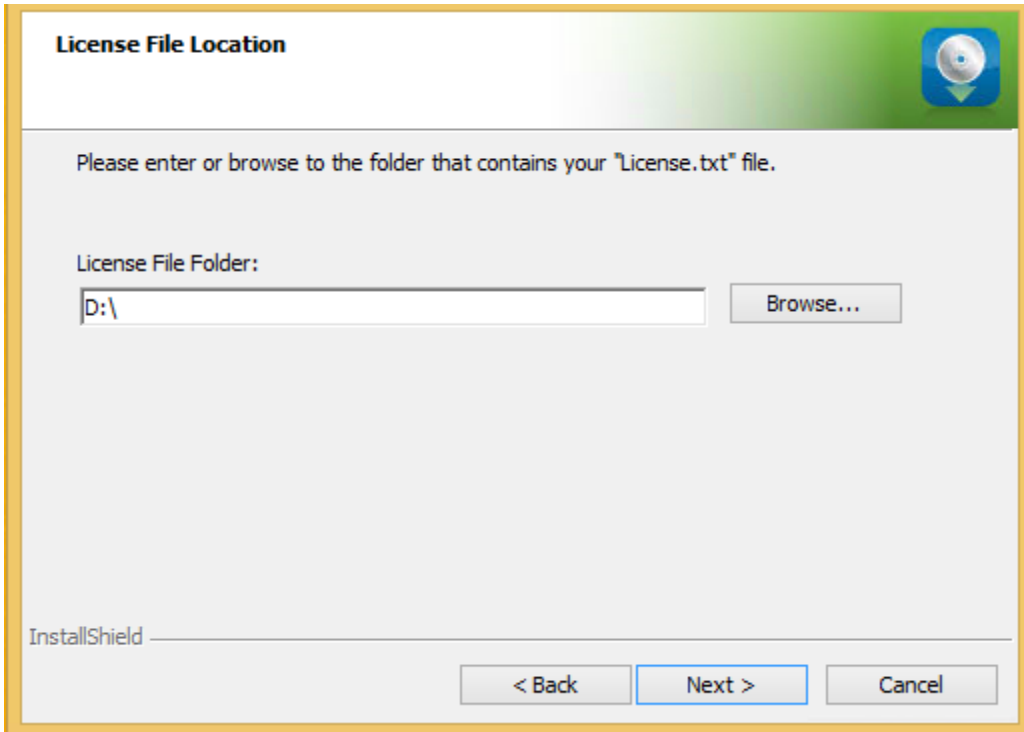 License File Location
Please enter or browse to the folder that contains your "License.txt" file.
License File Folder:
D:\
Browse...
InstallShield
< Back
Next >
Cancel